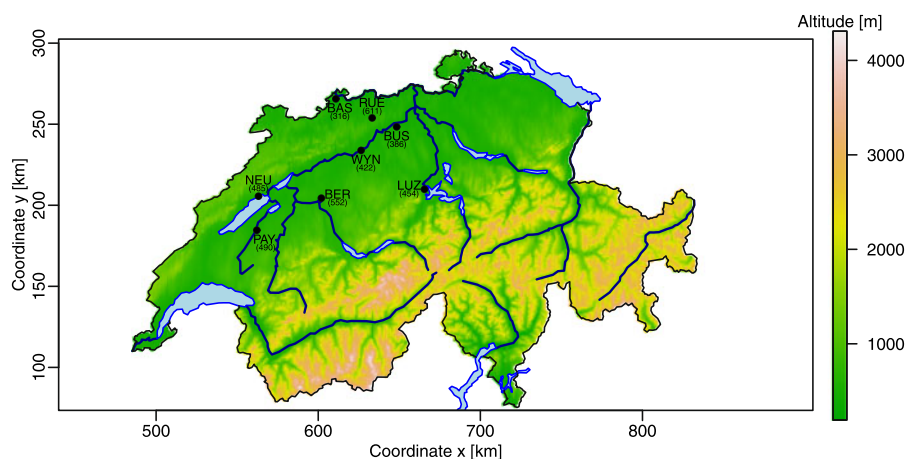 Altitude [m]
300
250
200
150
100
Coordinate y [km]
BAS
(316)
RUE
(611)
BUS
(386)
WYN
(422)
NEU
(485)
BER
(552)
LUZ
(454)
PAY
(490)
4000
3000
2000
1000
500
600
700
800
Coordinate x [km]